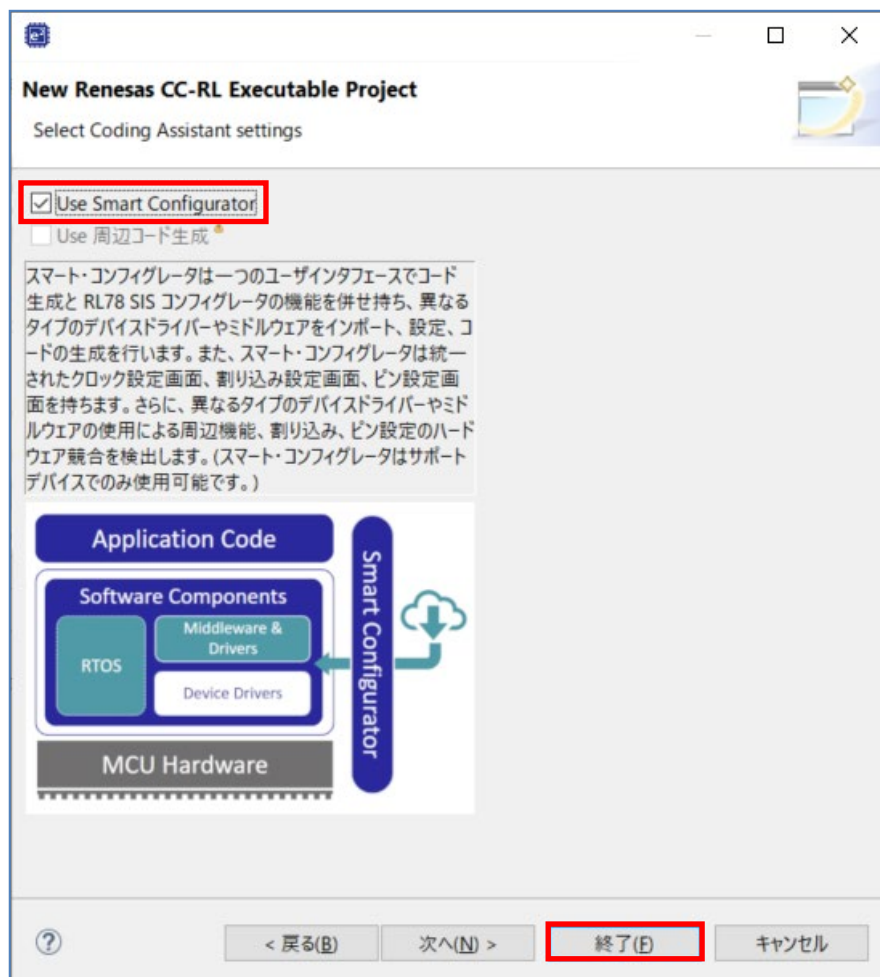 e²
New Renesas CC-RL Executable Project
Select Coding Assistant settings
Use Smart Configurator
Use 周辺コード生成
スマート・コンフィグレータは一つのユーザインタフェースでコード
生成と RL78 SIS コンフィグレータの機能を併せ持ち、異なる
タイプのデバイスドライバーやミドルウェアをインポート、設定、コ
ードの生成を行います。また、スマート・コンフィグレータは統一
されたクロック設定画面、割り込み設定画面、ピン設定画
面を持ちます。さらに、異なるタイプのデバイスドライバーやミド
ルウェアの使用による周辺機能、割り込み、ピン設定のハード
ウェア競合を検出します。(スマート・コンフィグレータはサポート
デバイスでのみ使用可能です。)
Application Code
Software Components
RTOS
Middleware &
Drivers
Device Drivers
MCU Hardware
Smart Configurator
?
< 戻る(B)
次へ(N) >
終了(F)
キャンセル